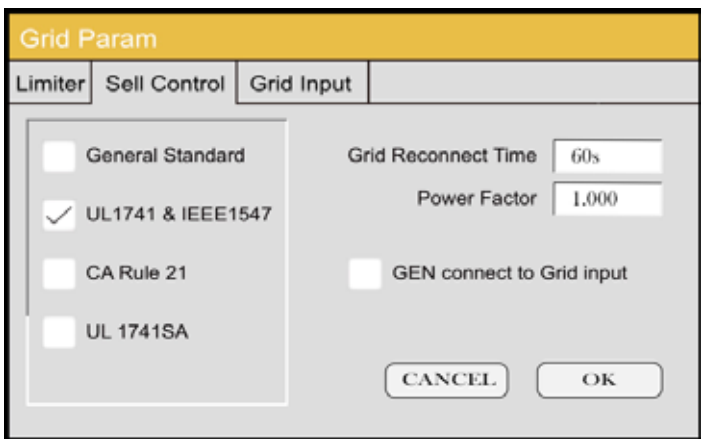 Grid Param
Limiter Sell Control Grid Input
General Standard
UL1741 & IEEE1547
CA Rule 21
UL 1741SA
Grid Reconnect Time 60s
Power Factor 1.000
GEN connect to Grid input
CANCEL OK